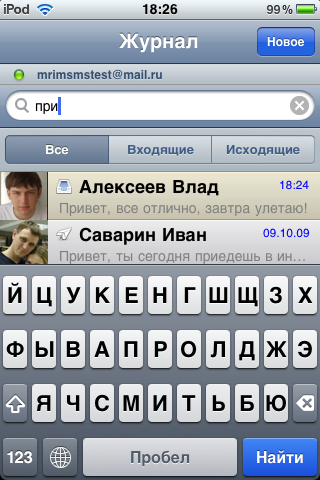 iPod 18:26 99%
Журнал Новое
mrimsmstest@mail.ru
при
Все Входящие Исходящие
Алексеев Влад 18:24
Привет, все отлично, завтра улетаю!
Саварин Иван 09.10.09
Привет, ты сегодня приедешь в ин...
Й Ц У К Е Н Г Ш Щ З Х
Ф Ы В А П Р О Л Д Ж Э
Я Ч С М И Т Ь Б Ю
123 Пробел Найти